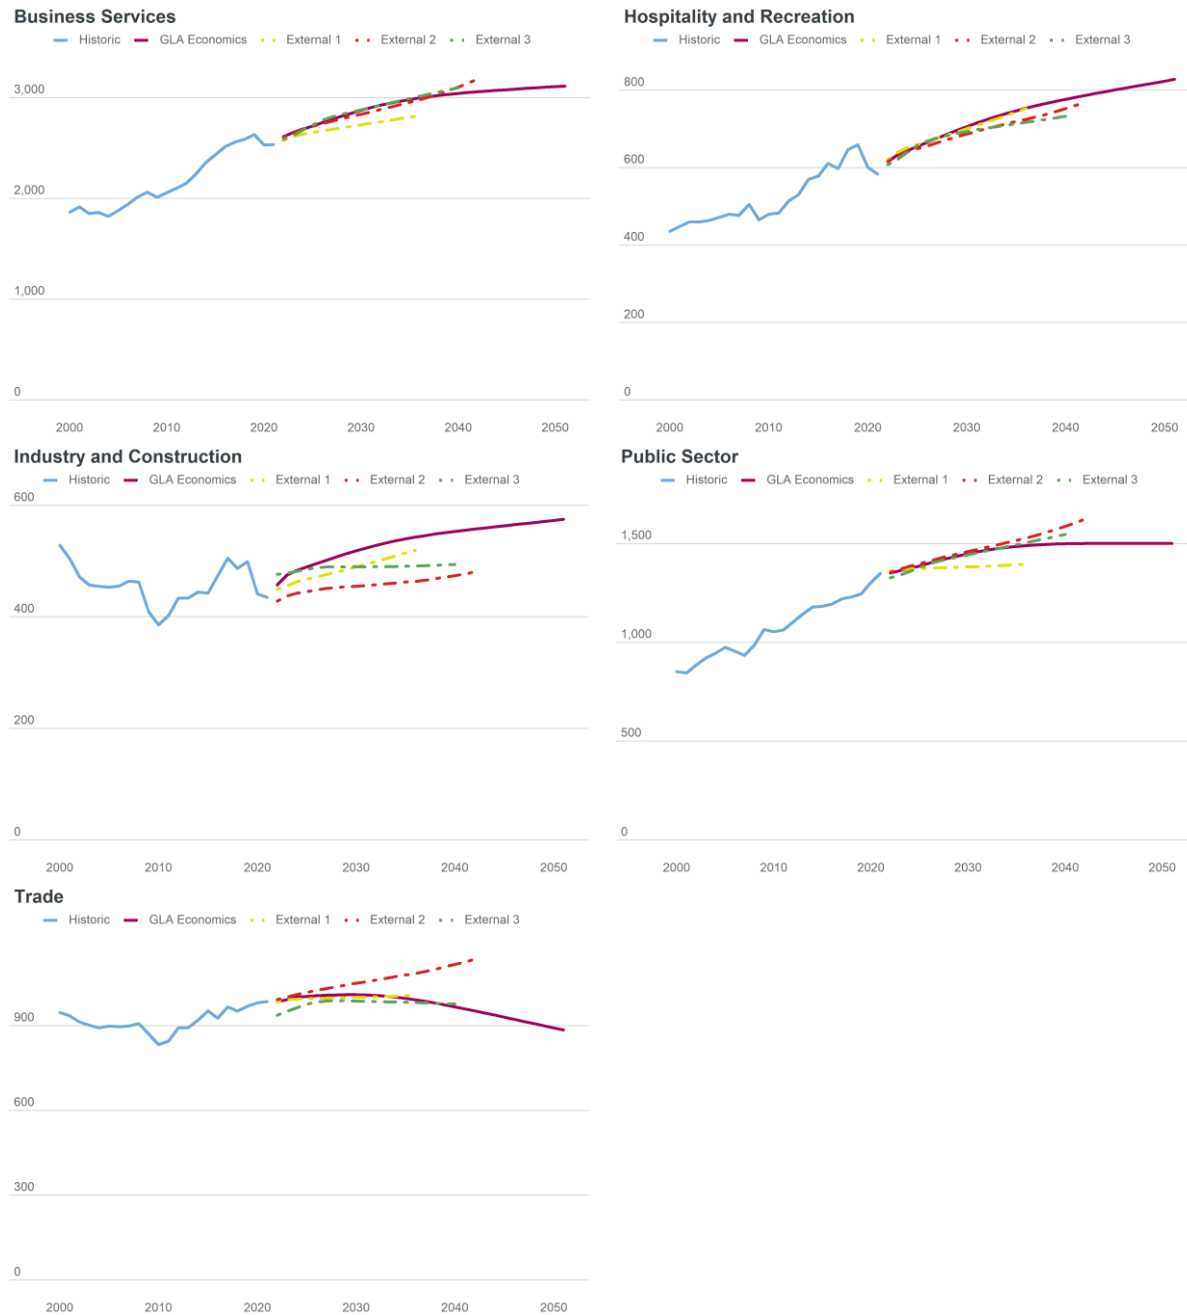 Business Services
Historic GLA Economics External 1 External 2 External 3
3,000
2,000
1,000
0
2000 2010 2020 2030 2040 2050
Hospitality and Recreation
Historic GLA Economics External 1 External 2 External 3
800
600
400
200
0
2000 2010 2020 2030 2040 2050
Industry and Construction
Historic GLA Economics External 1 External 2 External 3
600
400
200
0
2000 2010 2020 2030 2040 2050
Public Sector
Historic GLA Economics External 1 External 2 External 3
1,500
1,000
500
0
2000 2010 2020 2030 2040 2050
Trade
Historic GLA Economics External 1 External 2 External 3
900
600
300
0
2000 2010 2020 2030 2040 2050